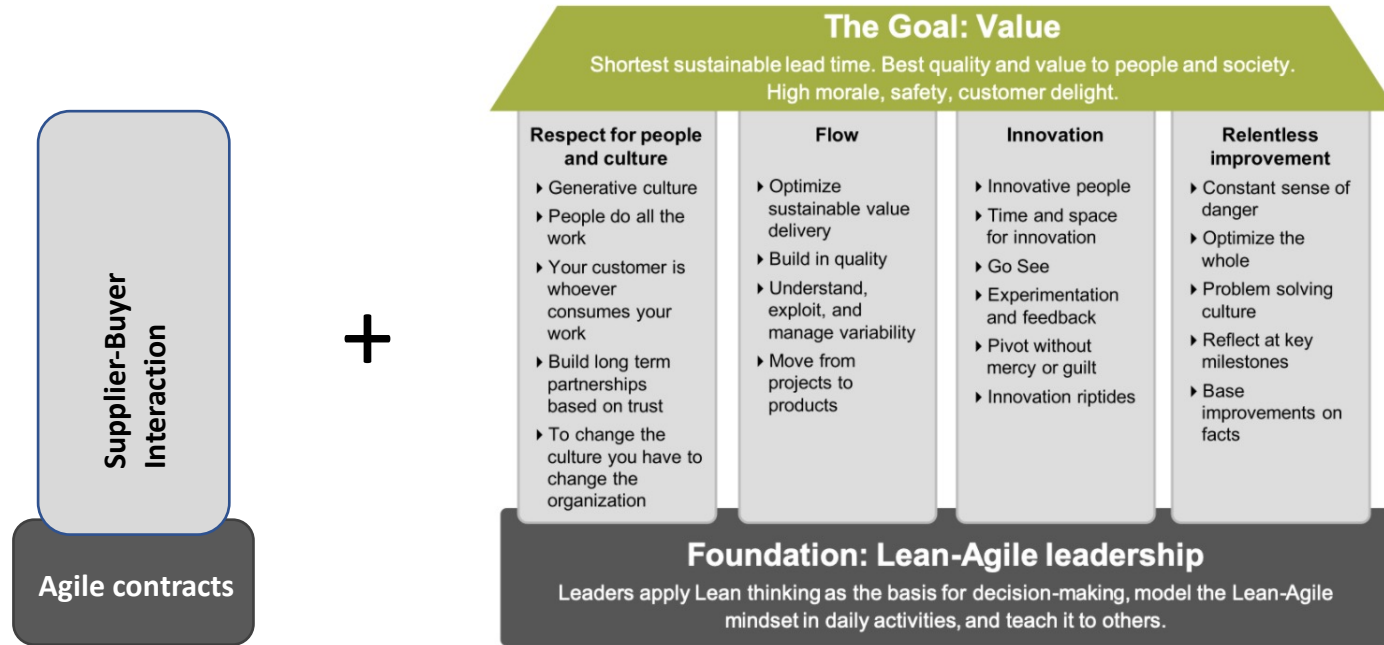 Supplier-Buyer
Interaction
Agile contracts
+
The Goal: Value
Shortest sustainable lead time. Best quality and value to people and society.
High morale, safety, customer delight.
Respect for people
and culture
‣ Generative culture
‣ People do all the
work
‣ Your customer is
whoever
consumes your
work
‣ Build long term
partnerships
based on trust
‣ To change the
culture you have to
change the
organization
Flow
‣ Optimize
sustainable value
delivery
‣ Build in quality
‣ Understand,
exploit, and
manage variability
‣ Move from
projects to
products
Innovation
‣ Innovative people
‣ Time and space
for innovation
‣ Go See
‣ Experimentation
and feedback
‣ Pivot without
mercy or guilt
‣ Innovation riptides
Relentless
improvement
‣ Constant sense of
danger
‣ Optimize the
whole
‣ Problem solving
culture
‣ Reflect at key
milestones
‣ Base
improvements on
facts
Foundation: Lean-Agile leadership
Leaders apply Lean thinking as the basis for decision-making, model the Lean-Agile
mindset in daily activities, and teach it to others.